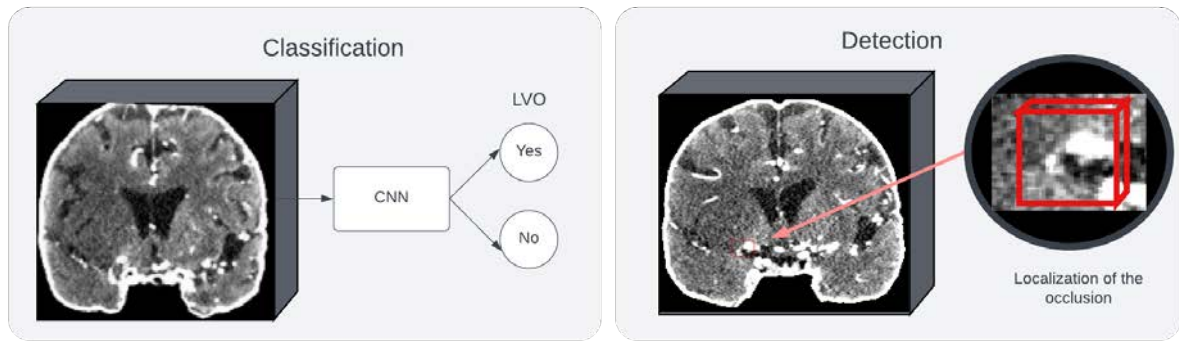 Classification
LVO
Yes
CNN
No
Detection
Localization of the
occlusion